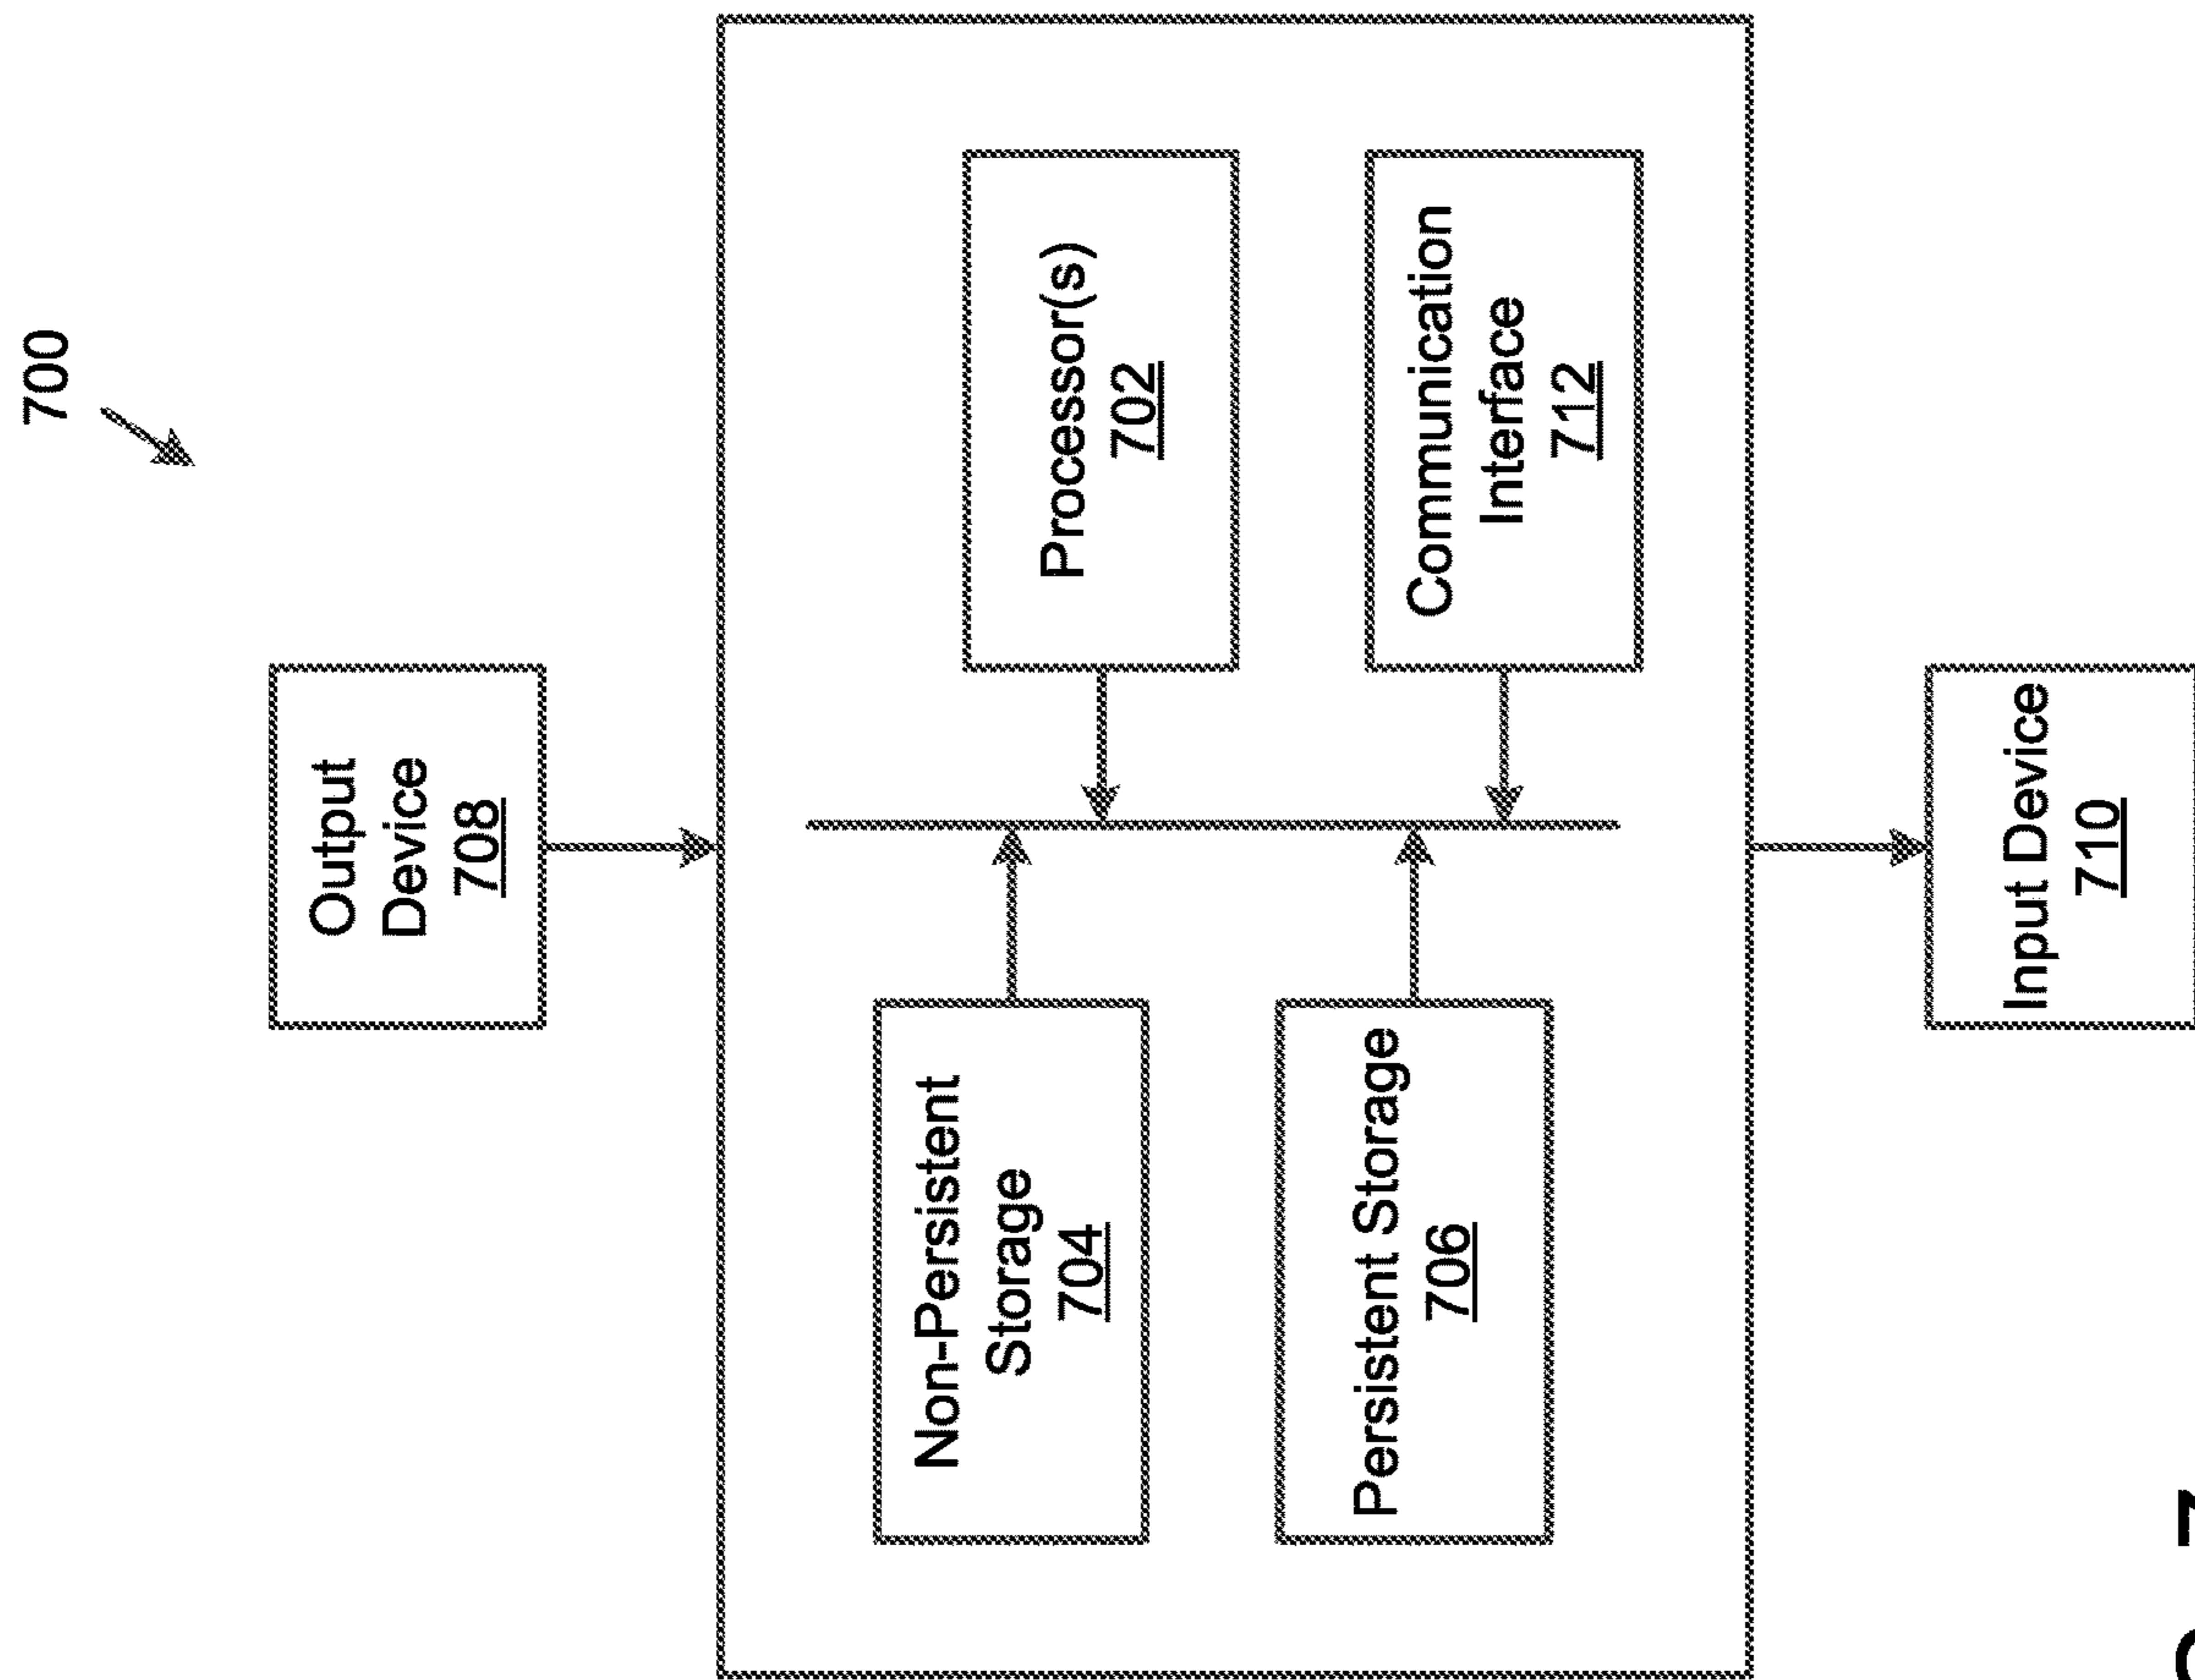 700
Output
Device
708
Non-Persistent
Storage
704
Processor(s)
702
Persistent Storage
706
Communication
Interface
712
Input Device
710